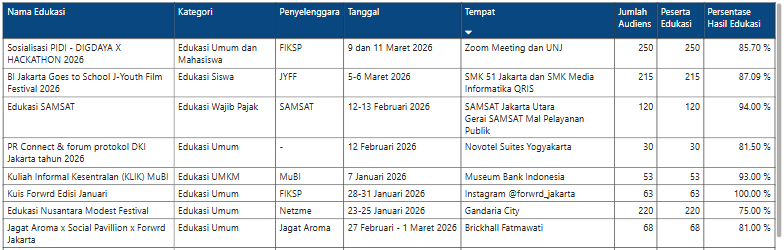 Nama Edukasi Kategori Penyelenggara Tanggal Tempat Jumlah Audiens Peserta Edukasi Persentase Hasil Edukasi
Sosialisasi PIDI - DIGDAYA X Edukasi Umum dan FIKSP 9 dan 11 Maret 2026 Zoom Meeting dan UNJ 250 250 85.70 %
HACKATHON 2026 Mahasiswa
BI Jakarta Goes to School J-Youth Film Edukasi Siswa JYFF 5-6 Maret 2026 SMK 51 Jakarta dan SMK Media 215 215 87.09 %
Festival 2026 Informatika QRIS
Edukasi SAMSAT Edukasi Wajib Pajak SAMSAT 12-13 Februari 2026 SAMSAT Jakarta Utara 120 120 94.00 %
Gerai SAMSAT Mal Pelayanan
Publik
PR Connect & forum protokol DKI Edukasi Umum - 12 Februari 2026 Novotel Suites Yogyakarta 30 30 81.50 %
Jakarta tahun 2026
Kuliah Informal Kesentralan (KLIK) MuBI Edukasi UMKM MuBI 7 Januari 2026 Museum Bank Indonesia 53 53 93.00 %
Kuis Forwrd Edisi Januari Edukasi Umum FIKSP 28-31 Januari 2026 Instagram @forwrd_jakarta 63 63 100.00 %
Edukasi Nusantara Modest Festival Edukasi Umum Netzme 23-25 Januari 2026 Gandaria City 220 220 75.00 %
Jagat Aroma x Social Pavillion x Forwrd Edukasi Umum Jagat Aroma 27 Februari - 1 Maret 2026 Brickhall Fatmawati 68 68 81.00 %
Jakarta